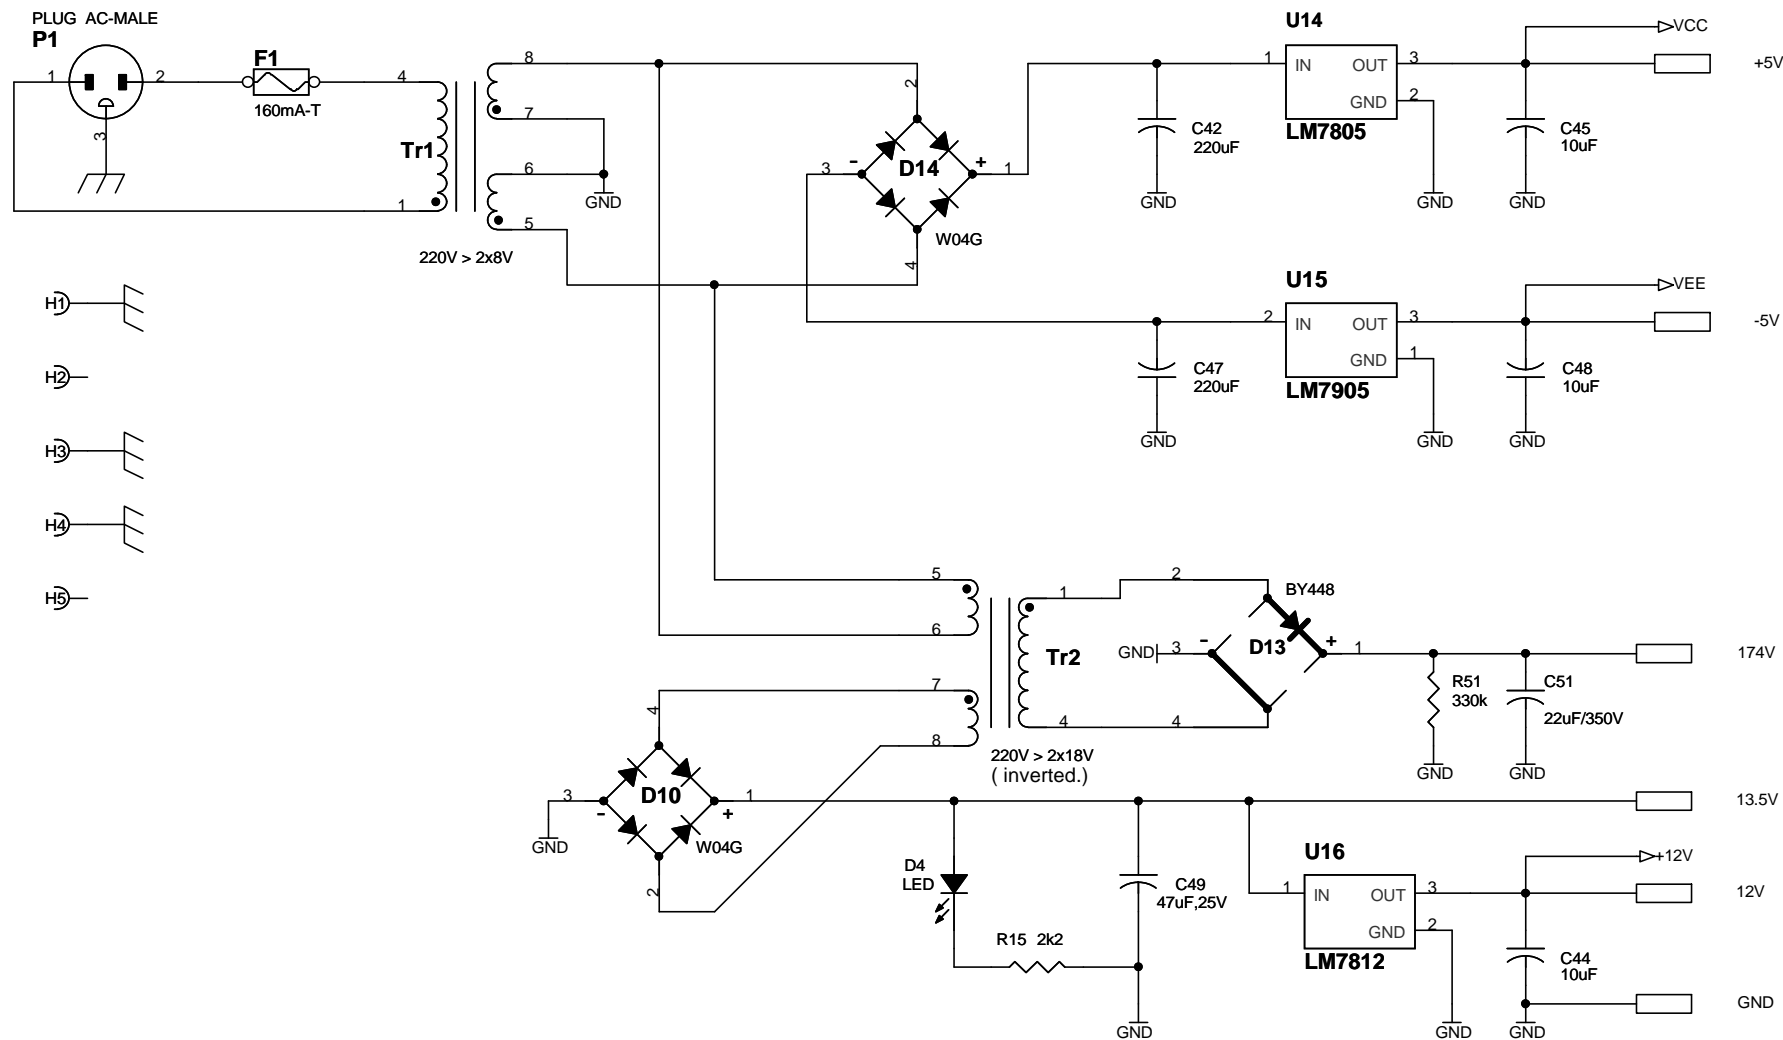 PLUG AC-MALE
P1
1
2
3
F1
160mA-T
4
1
Tr1
220V > 2x8V
8
7
6
5
GND
2
3
-
D14
+
1
4
W04G
C42
220uF
GND
U14
1
IN
OUT
3
GND
2
LM7805
GND
VCC
+5V
C45
10uF
GND
U15
2
IN
OUT
3
GND
1
LM7905
GND
VEE
-5V
C47
220uF
GND
C48
10uF
GND
H1
H2
H3
H4
H5
5
6
7
8
Tr2
1
4
220V > 2x18V
( inverted.)
2
BY448
GND
3
-
D13
+
1
4
174V
R51
330k
GND
C51
22uF/350V
GND
4
3
-
D10
+
1
2
W04G
GND
13.5V
D4
LED
R15 2k2
C49
47uF,25V
GND
U16
1
IN
OUT
3
GND
2
LM7812
GND
+12V
12V
C44
10uF
GND
GND